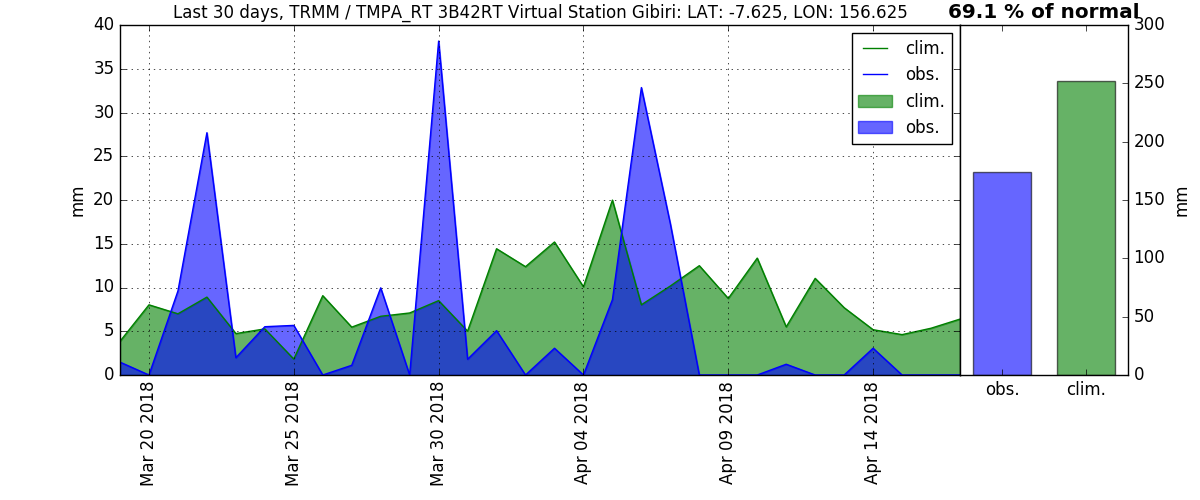 Last 30 days, TRMM / TMPA_RT 3B42RT Virtual Station Gibiri: LAT: -7.625, LON: 156.625
69.1 % of normal
40
35
30
25
20
15
10
5
0
mm
clim.
obs.
clim.
obs.
300
250
200
150
100
50
0
mm
Mar 20 2018
Mar 25 2018
Mar 30 2018
Apr 04 2018
Apr 09 2018
Apr 14 2018
obs.
clim.